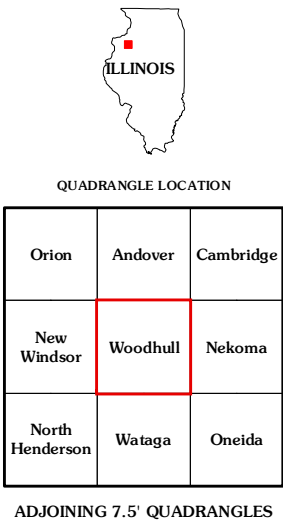 ILLINOIS
QUADRANGLE LOCATION
Orion
Andover
Cambridge
New
Windsor
Woodhull
Nekoma
North
Henderson
Wataga
Oneida
ADJOINING 7.5' QUADRANGLES